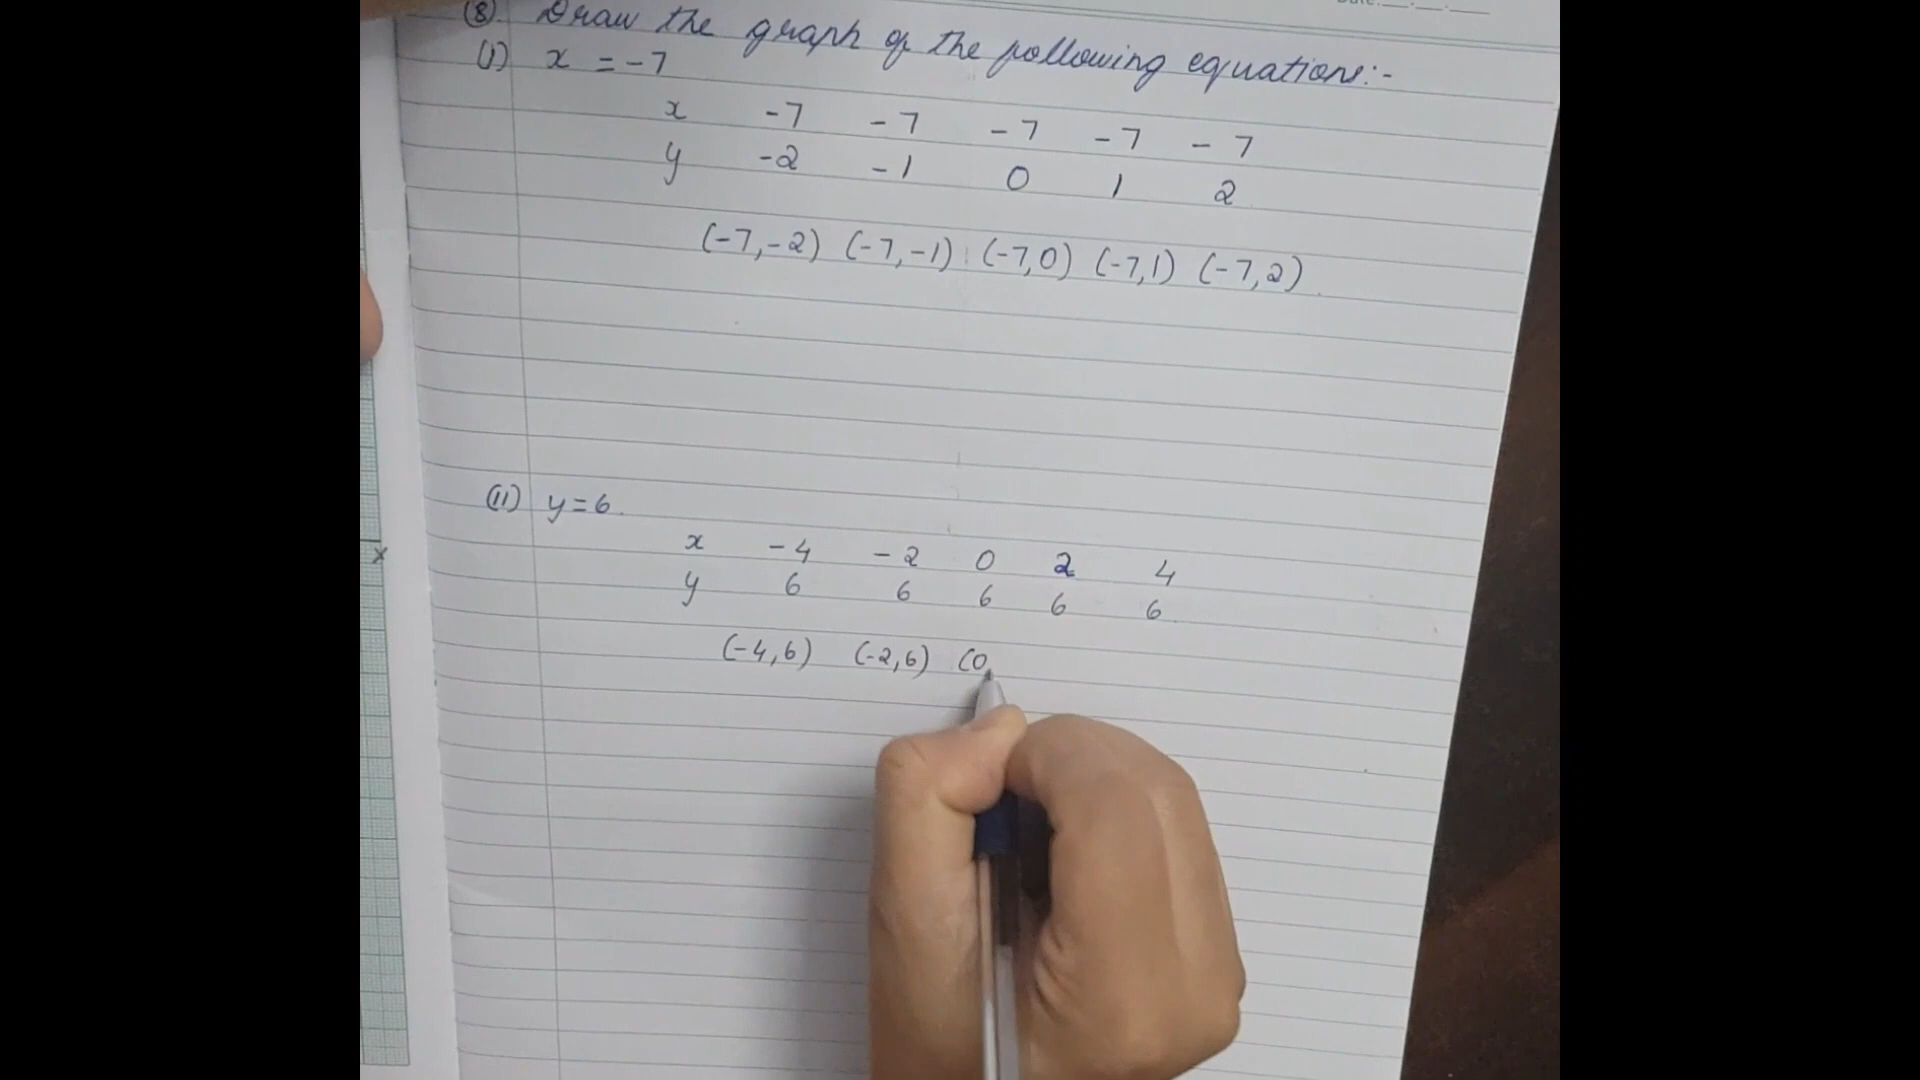 (8) Draw the graph of the following equations:-
(1) x = -7
x -7 -7 -7 -7 -7
y -2 -1 0 1 2
(-7,-2) (-7,-1) (-7,0) (-7,1) (-7,2)
(11) y=6
x -4 -2 0 2 4
y 6 6 6 6 6
(-4,6) (-2,6) (0,
x